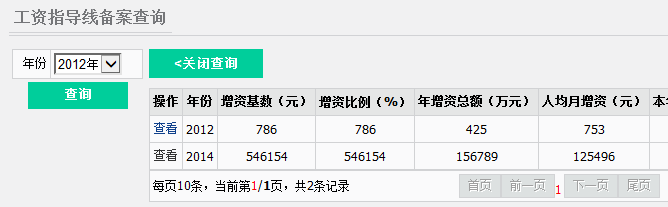 工资指导线备案查询
年份 2012年 <关闭查询
查询
操作 年份 增资基数（元） 增资比例（%） 年增资总额（万元） 人均月增资（元）
查看 2012 786 786 425 753
查看 2014 546154 546154 156789 125496
每页10条，当前第1/1页，共2条记录 首页 前一页 1 下一页 尾页